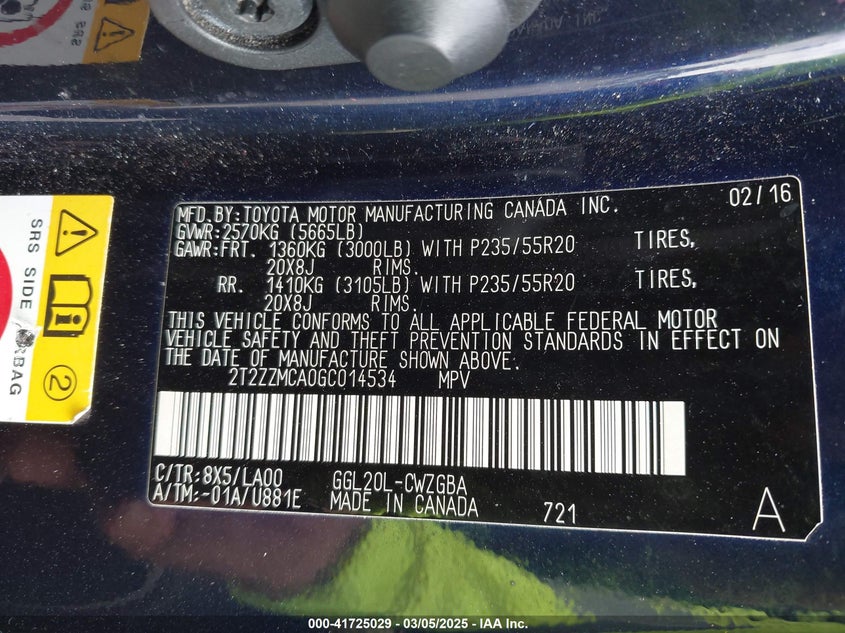 SRS
MFD.BY:TOYOTA MOTOR MANUFACTURING CANADA INC. 02/16
GVWR:2570KG (5665LB)
GAWR:FRT. 1360KG (3000LB) WITH P235/55R20 TIRES,
20X8J RIMS.
RR. 1410KG (3105LB) WITH P235/55R20 TIRES,
20X8J RIMS.
THIS VEHICLE CONFORMS TO ALL APPLICABLE FEDERAL MOTOR
VEHICLE SAFETY AND THEFT PREVENTION STANDARDS IN EFFECT ON
THE DATE OF MANUFACTURE SHOWN ABOVE.
2T2ZZMCA0GC014534 MPV
C/TR:8X5/LA00 GGL20L-CWZGBA
A/TM:-01A/U881E MADE IN CANADA 721 A
SRS SIDE AIRBAG
2
000-41725029 - 03/05/2025 - IAA Inc.